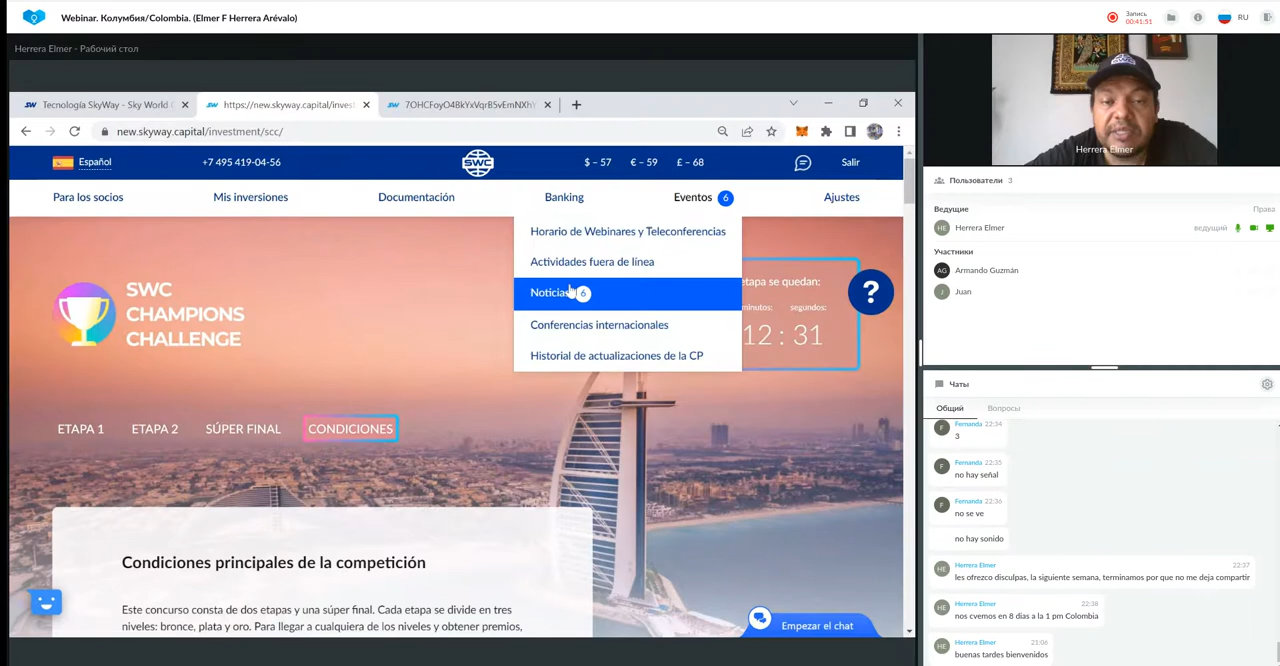 Webinar. Колумбия/Colombia. (Elmer F Herrera Arévalo)
Запись
00:41:51
RU
Herrera Elmer - Рабочий стол
Tecnología SkyWay - Sky World C
https://new.skyway.capital/invest
7OHCFoyO4BkYxVqrB5vEmNXhY
new.skyway.capital/investment/scc/
Español
+7 495 419-04-56
SWC
$ – 57
€ – 59
£ – 68
Salir
Para los socios
Mis inversiones
Documentación
Banking
Eventos 6
Ajustes
Horario de Webinares y Teleconferencias
Actividades fuera de línea
Noticias 6
Conferencias internacionales
Historial de actualizaciones de la CP
etapa se quedan:
minutos:
segundos:
12 : 31
?
SWC
CHAMPIONS
CHALLENGE
ETAPA 1
ETAPA 2
SÚPER FINAL
CONDICIONES
Condiciones principales de la competición
Este concurso consta de dos etapas y una súper final. Cada etapa se divide en tres
niveles: bronce, plata y oro. Para llegar a cualquiera de los niveles y obtener premios,
Empezar el chat
Herrera Elmer
Пользователи 3
Ведущие
Права
HE
Herrera Elmer
ведущий
Участники
AG
Armando Guzmán
J
Juan
Чаты
Общий
Вопросы
F
Fernanda 22:34
3
F
Fernanda 22:35
no hay señal
F
Fernanda 22:36
no se ve
no hay sonido
HE
Herrera Elmer 22:37
les ofrezco disculpas, la siguiente semana, terminamos por que no me deja compartir
HE
Herrera Elmer 22:38
nos cvemos en 8 dias a la 1 pm Colombia
HE
Herrera Elmer 21:06
buenas tardes bienvenidos